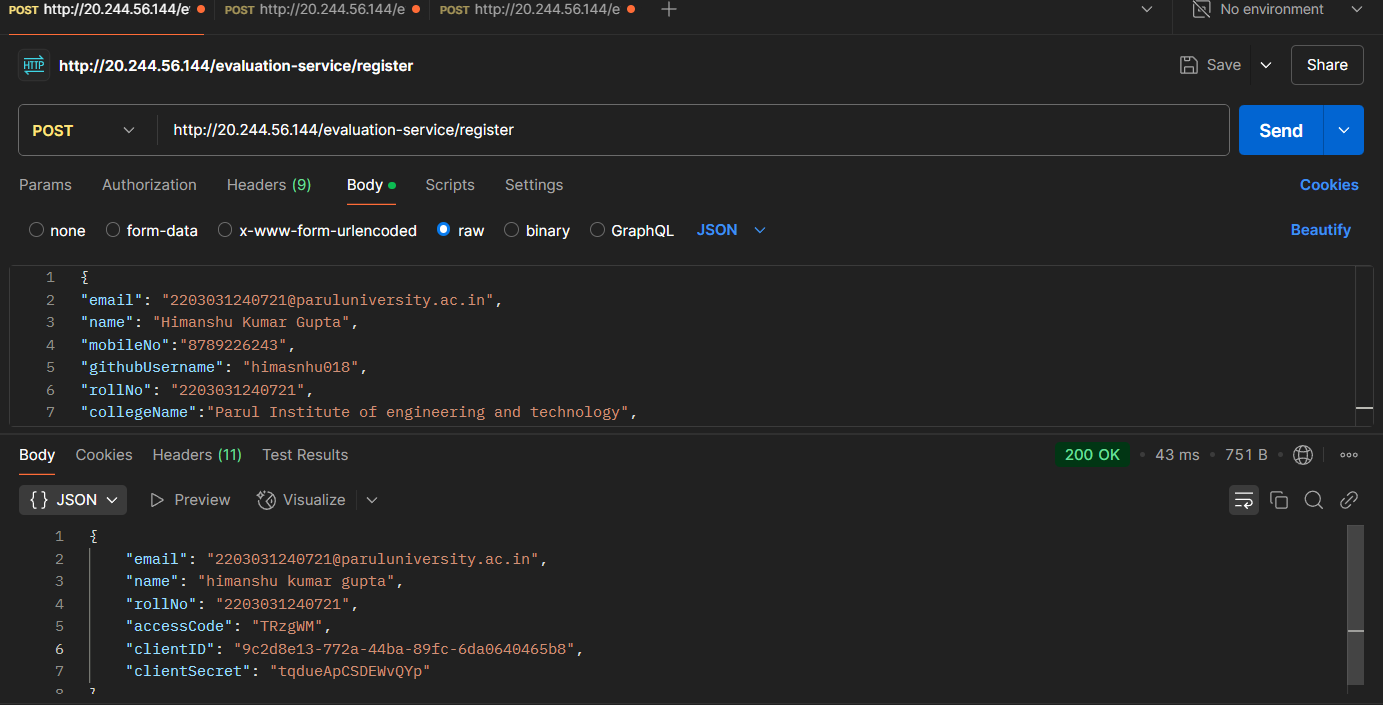 POST http://20.244.56.144/e POST http://20.244.56.144/e POST http://20.244.56.144/e No environment
HTTP http://20.244.56.144/evaluation-service/register Save Share
POST http://20.244.56.144/evaluation-service/register Send
Params Authorization Headers (9) Body Scripts Settings Cookies
none form-data x-www-form-urlencoded raw binary GraphQL JSON Beautify
1 {
2 "email": "2203031240721@paruluniversity.ac.in",
3 "name": "Himanshu Kumar Gupta",
4 "mobileNo":"8789226243",
5 "githubUsername": "himasnhu018",
6 "rollNo": "2203031240721",
7 "collegeName":"Parul Institute of engineering and technology",
Body Cookies Headers (11) Test Results 200 OK • 43 ms • 751 B •
{} JSON Preview Visualize
1 {
2 "email": "2203031240721@paruluniversity.ac.in",
3 "name": "himanshu kumar gupta",
4 "rollNo": "2203031240721",
5 "accessCode": "TRzgWM",
6 "clientID": "9c2d8e13-772a-44ba-89fc-6da0640465b8",
7 "clientSecret": "tqdueApCSDEWvQYp"
8 }